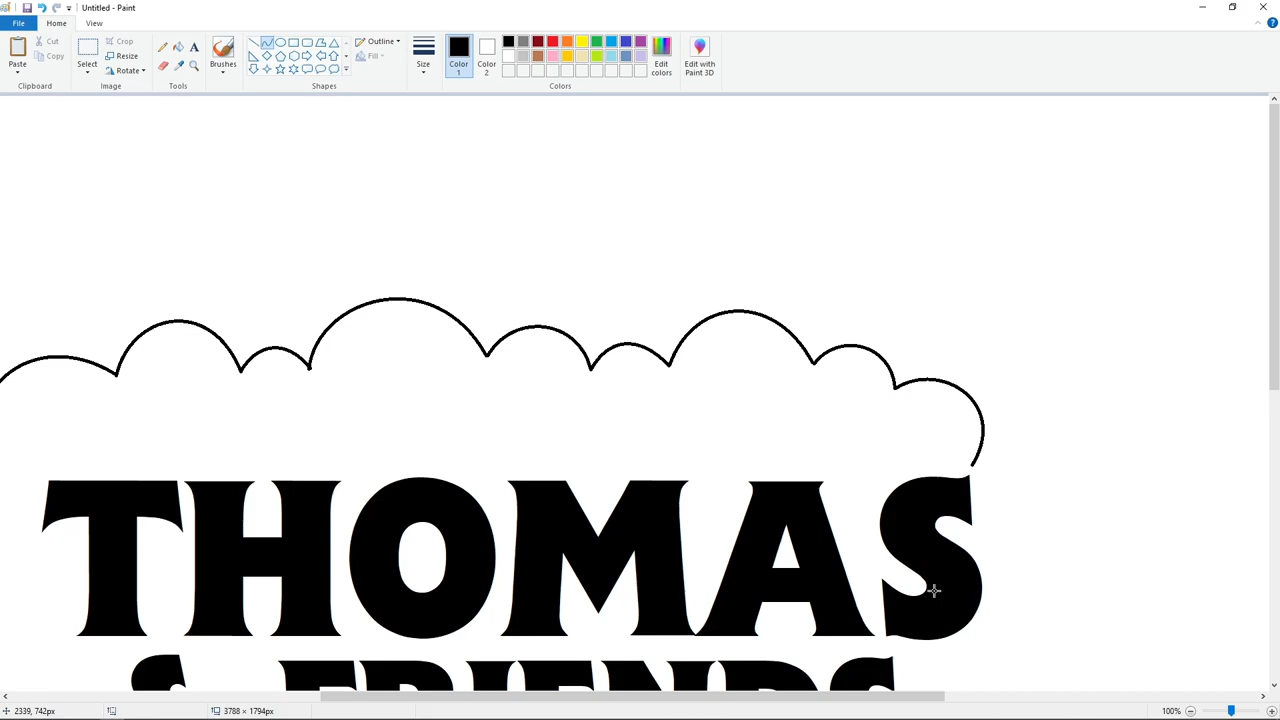 Untitled - Paint
File Home View
Paste
Cut
Copy
Clipboard
Select
Crop
Resize
Rotate
Image
Tools
Brushes
Outline
Fill
Shapes
Size
Color 1
Color 2
Edit colors
Colors
Edit with Paint 3D
THOMAS
& FRIENDS
2339, 742px
3788 × 1794px
100%